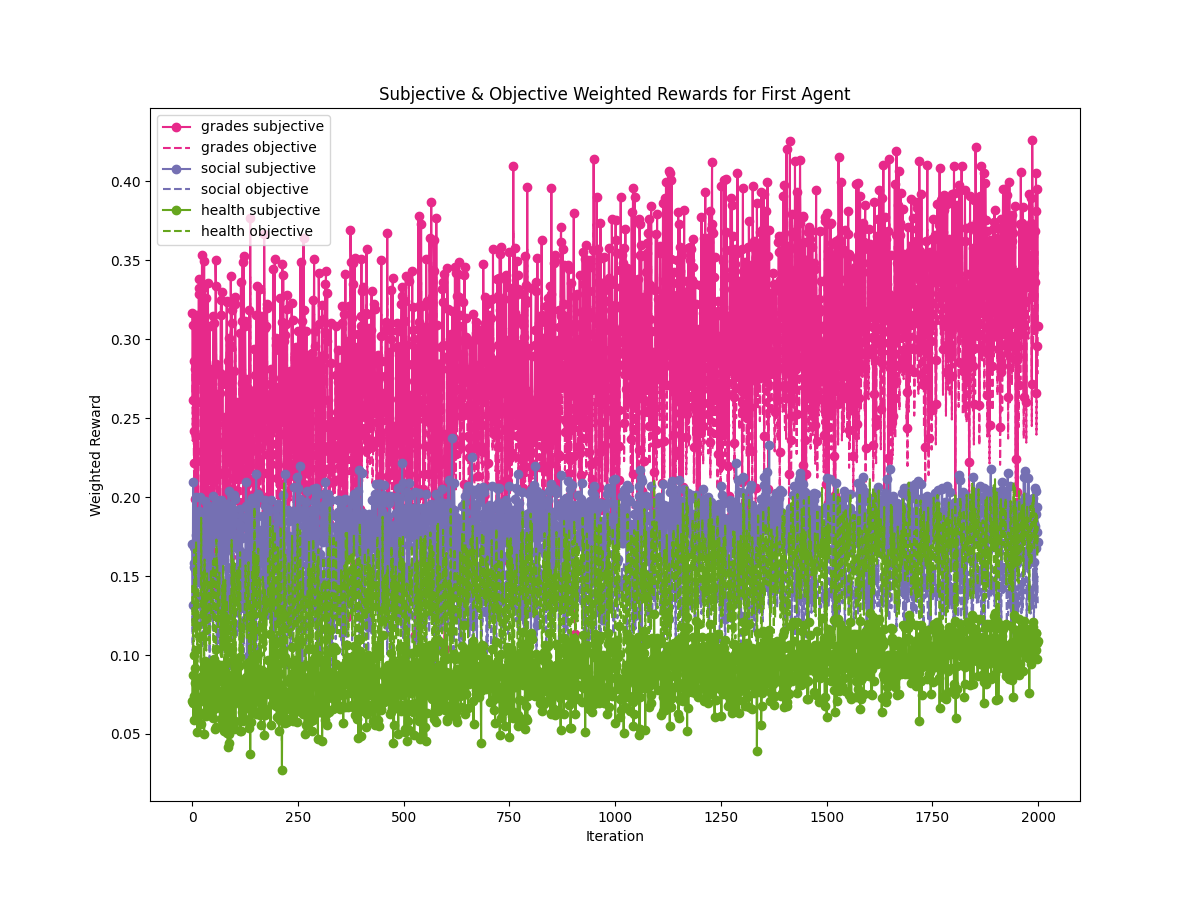 Subjective & Objective Weighted Rewards for First Agent
grades subjective
grades objective
social subjective
social objective
health subjective
health objective
0.40
0.35
0.30
0.25
0.20
0.15
0.10
0.05
Weighted Reward
0 250 500 750 1000 1250 1500 1750 2000
Iteration